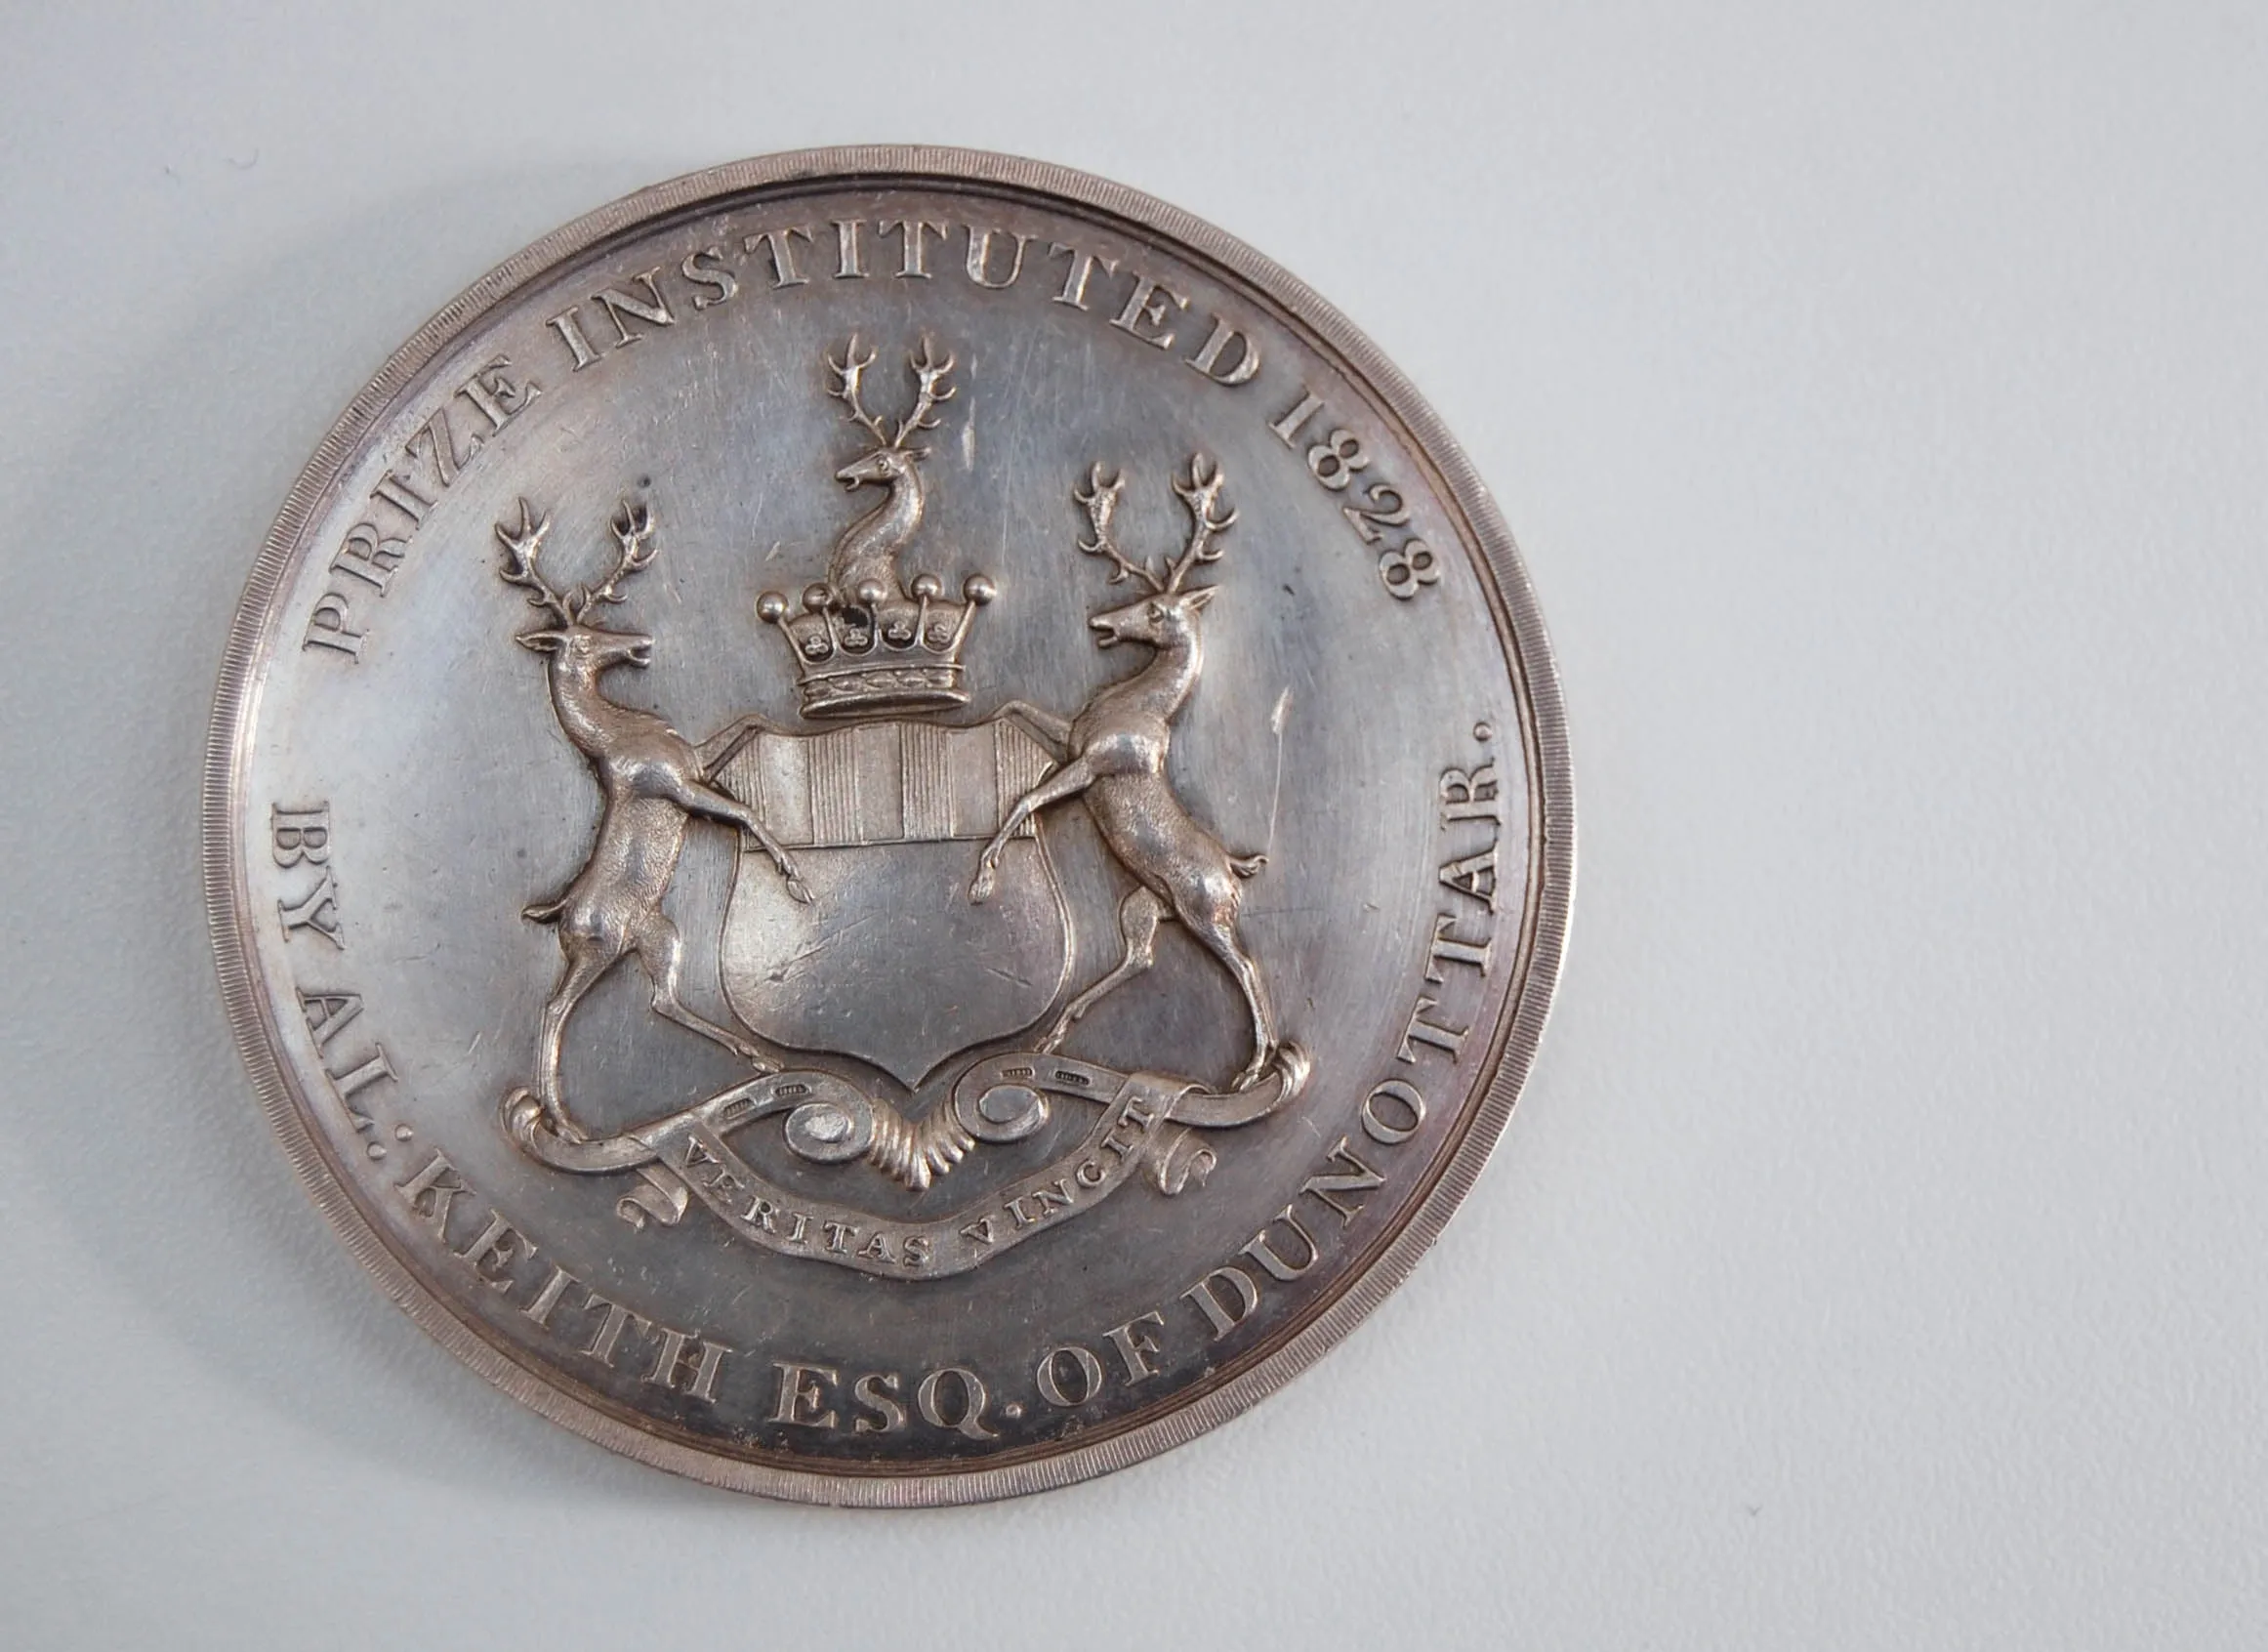 PRIZE INSTITUTED 1828
BY AL: KEITH ESQ. OF DUNOTTAR.
VERITAS VINCIT